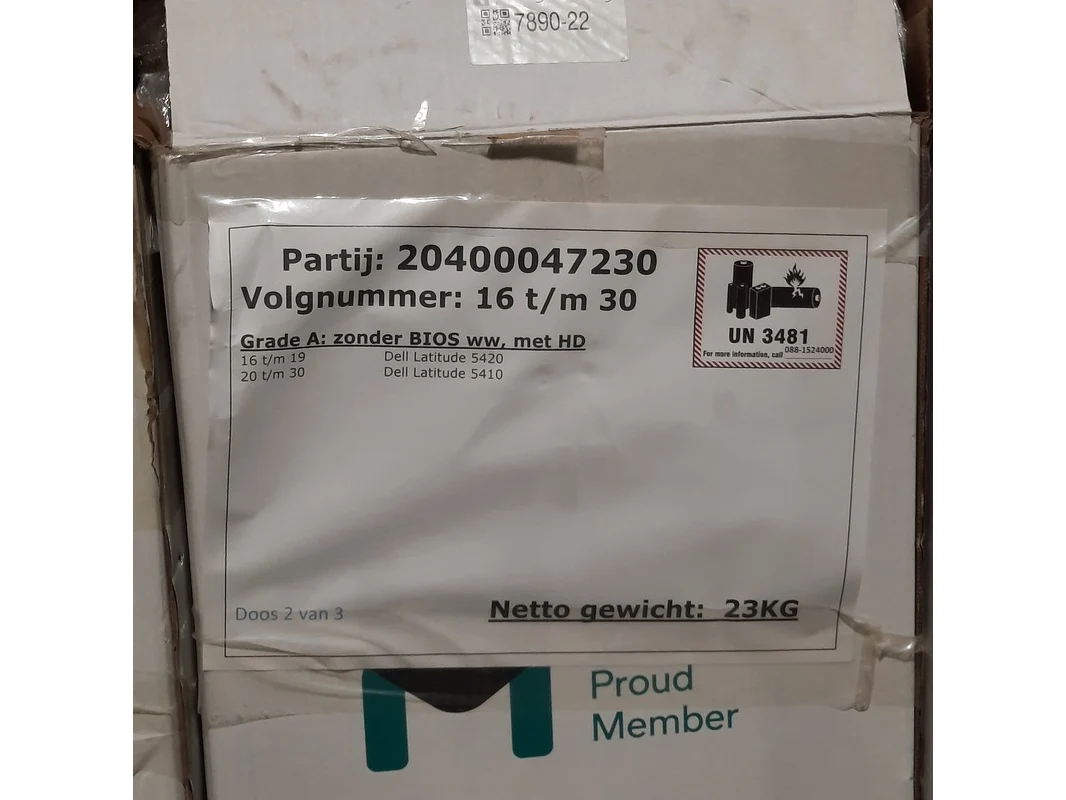 7890-22
Partij: 20400047230
Volgnummer: 16 t/m 30
Grade A: zonder BIOS ww, met HD
16 t/m 19 Dell Latitude 5420
20 t/m 30 Dell Latitude 5410
UN 3481
For more information, call 088-1524000
Doos 2 van 3
Netto gewicht: 23KG
Proud
Member